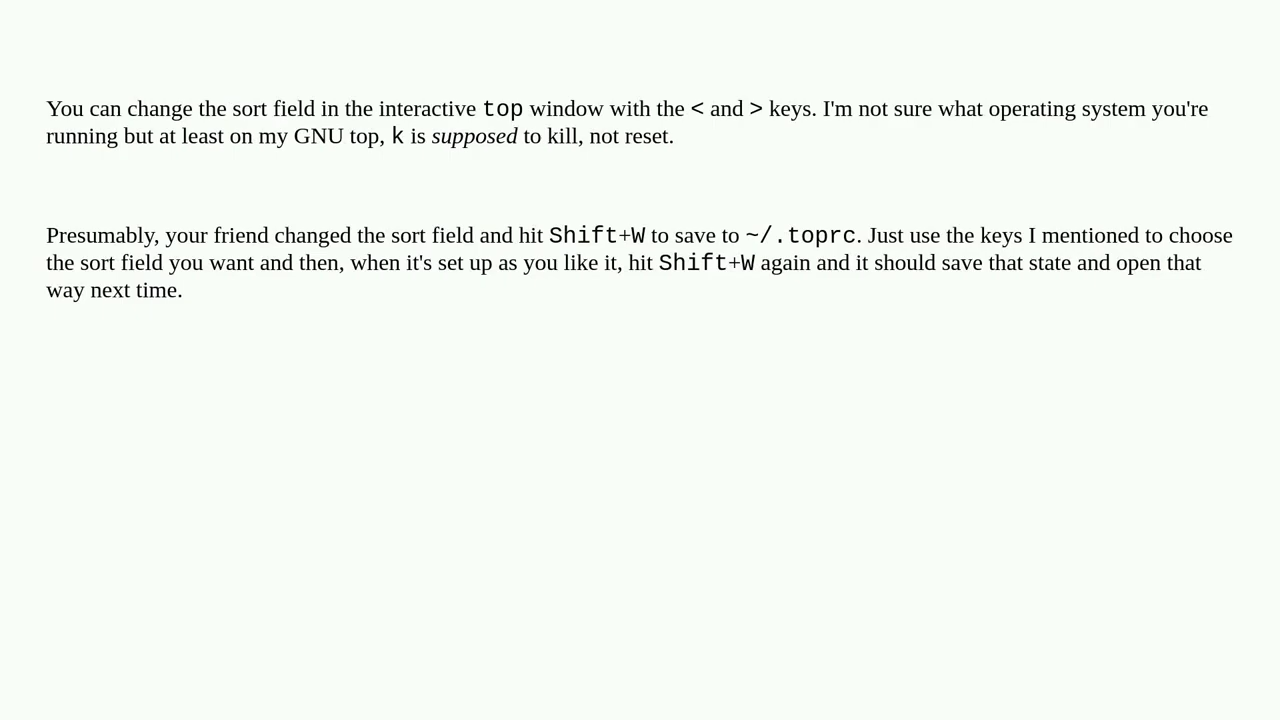 You can change the sort field in the interactive top window with the < and > keys. I'm not sure what operating system you're
running but at least on my GNU top, k is supposed to kill, not reset.
Presumably, your friend changed the sort field and hit Shift+W to save to ~/.toprc. Just use the keys I mentioned to choose
the sort field you want and then, when it's set up as you like it, hit Shift+W again and it should save that state and open that
way next time.